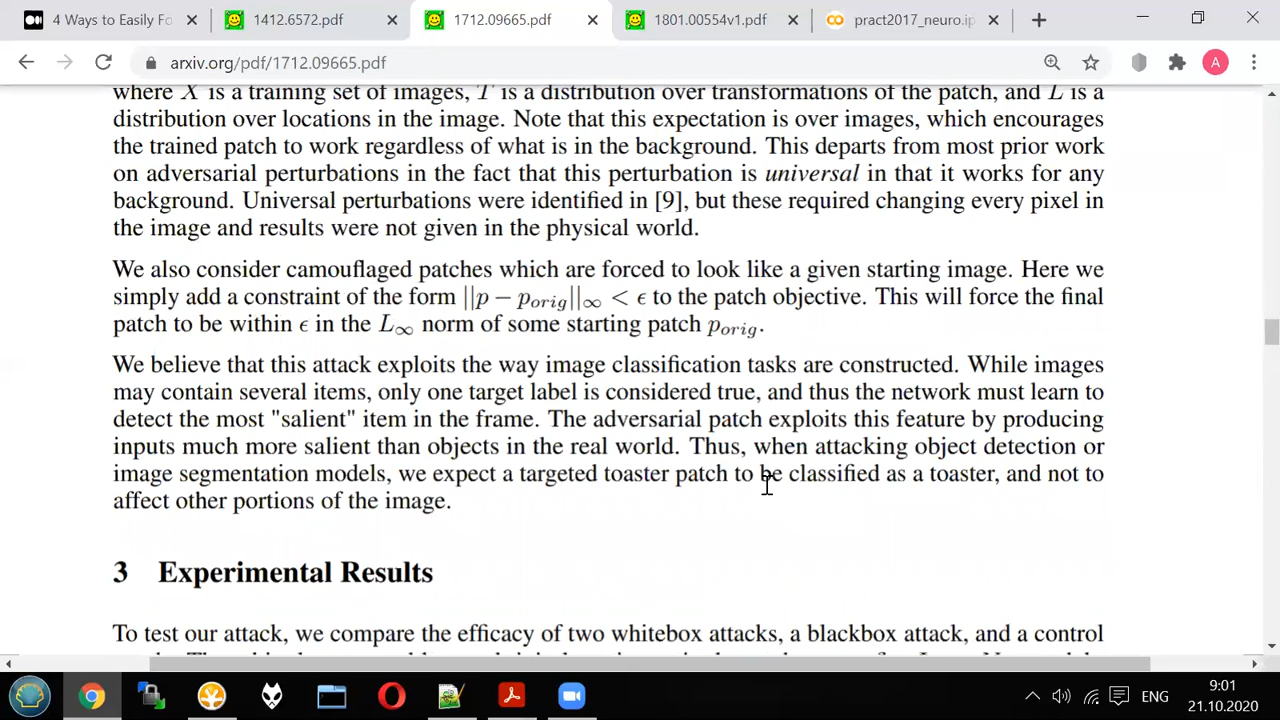 4 Ways to Easily Fo
1412.6572.pdf
1712.09665.pdf
1801.00554v1.pdf
pract2017_neuro.ip
arxiv.org/pdf/1712.09665.pdf
A
where X is a training set of images, T is a distribution over transformations of the patch, and L is a
distribution over locations in the image. Note that this expectation is over images, which encourages
the trained patch to work regardless of what is in the background. This departs from most prior work
on adversarial perturbations in the fact that this perturbation is universal in that it works for any
background. Universal perturbations were identified in [9], but these required changing every pixel in
the image and results were not given in the physical world.
We also consider camouflaged patches which are forced to look like a given starting image. Here we
simply add a constraint of the form ||p − p_orig||_∞ < ϵ to the patch objective. This will force the final
patch to be within ϵ in the L_∞ norm of some starting patch p_orig.
We believe that this attack exploits the way image classification tasks are constructed. While images
may contain several items, only one target label is considered true, and thus the network must learn to
detect the most "salient" item in the frame. The adversarial patch exploits this feature by producing
inputs much more salient than objects in the real world. Thus, when attacking object detection or
image segmentation models, we expect a targeted toaster patch to be classified as a toaster, and not to
affect other portions of the image.
3 Experimental Results
To test our attack, we compare the efficacy of two whitebox attacks, a blackbox attack, and a control
ENG
9:01
21.10.2020